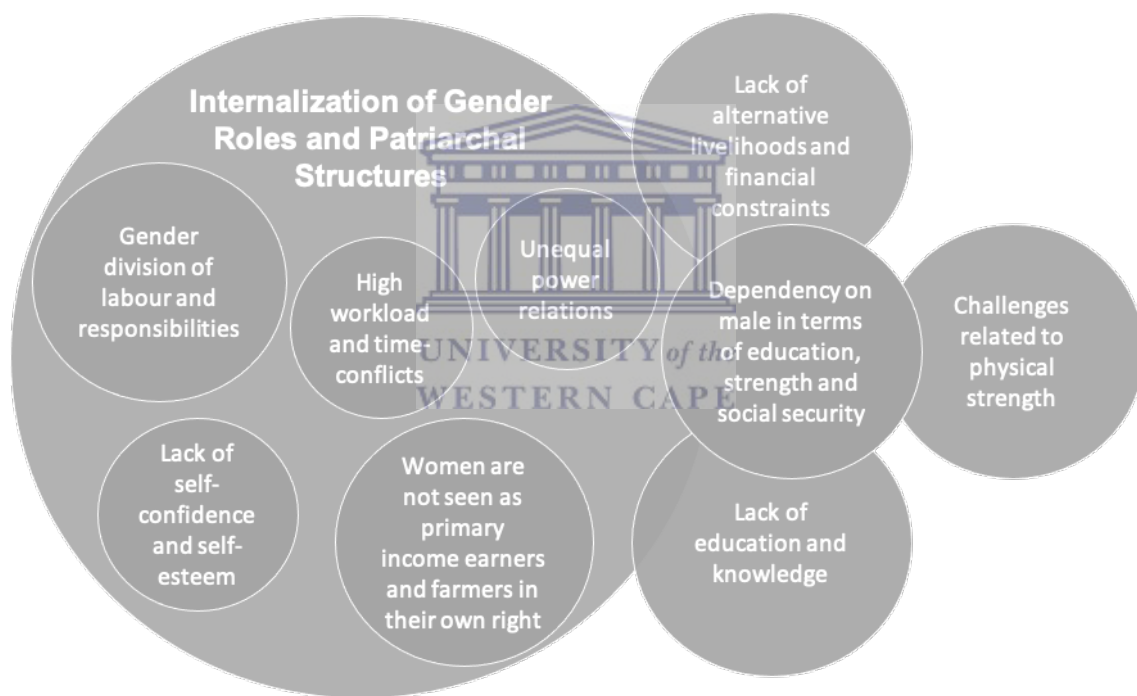 Internalization of Gender
Roles and Patriarchal
Structures
Gender
division of
labour and
responsibilities
High
workload
and time-
conflicts
Unequal
power
relations
Lack of
self-
confidence
and self-
esteem
Women are
not seen as
primary
income earners
and farmers in
their own right
Lack of
alternative
livelihoods and
financial
constraints
Dependency on
male in terms
of education,
strength and
social security
Challenges
related to
physical
strength
Lack of
education and
knowledge
UNIVERSITY of the
WESTERN CAPE